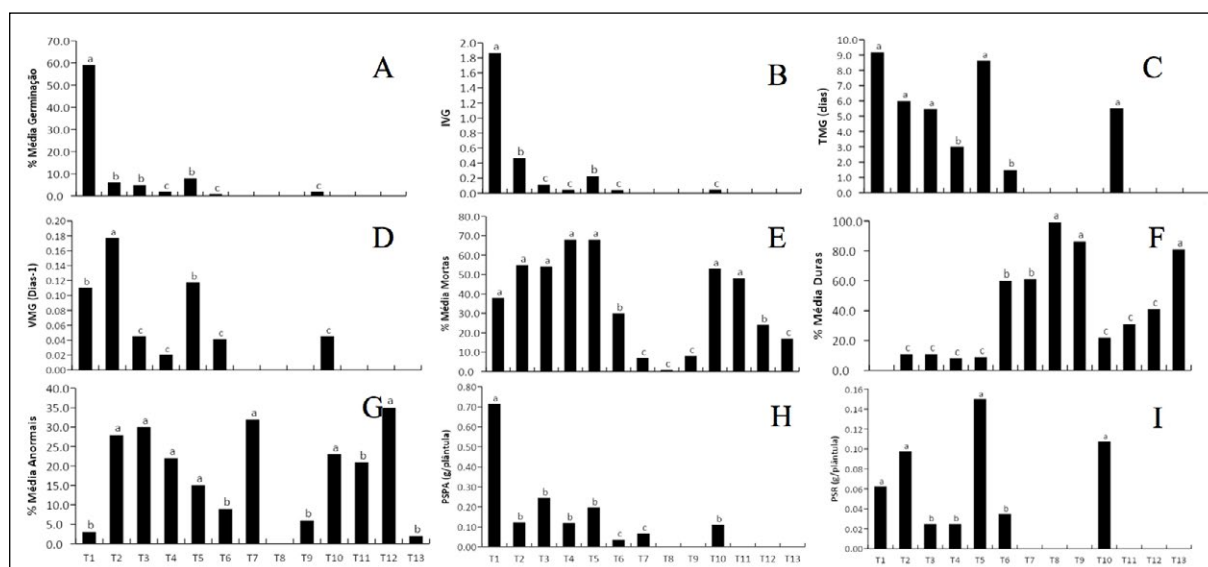 A
% Média Germinação
70.0
60.0
50.0
40.0
30.0
20.0
10.0
0.0
a b b c b c c
B
IVG
2.0
1.8
1.6
1.4
1.2
1.0
0.8
0.6
0.4
0.2
0.0
a b c c b c c
C
TMG (dias)
10.0
9.0
8.0
7.0
6.0
5.0
4.0
3.0
2.0
1.0
0.0
a a a b a b a
D
VMG (Dias-1)
0.20
0.18
0.16
0.14
0.12
0.10
0.08
0.06
0.04
0.02
0.00
b a c c b c c
E
% Média Mortas
80.0
70.0
60.0
50.0
40.0
30.0
20.0
10.0
0.0
a a a a a b c c c a a b c
F
% Média Duras
100.0
80.0
60.0
40.0
20.0
0.0
c c c c b b a a c c c a
G
% Média Anormais
40.0
35.0
30.0
25.0
20.0
15.0
10.0
5.0
0.0
b a a a a b a b a a a b
T1 T2 T3 T4 T5 T6 T7 T8 T9 T10 T11 T12 T13
H
PSPA (g/plântula)
0.80
0.70
0.60
0.50
0.40
0.30
0.20
0.10
0.00
a b b b b c c b
T1 T2 T3 T4 T5 T6 T7 T8 T9 T10 T11 T12 T13
I
PSR (g/plântula)
0.16
0.14
0.12
0.10
0.08
0.06
0.04
0.02
0.00
a a b b a b a
T1 T2 T3 T4 T5 T6 T7 T8 T9 T10 T11 T12 T13